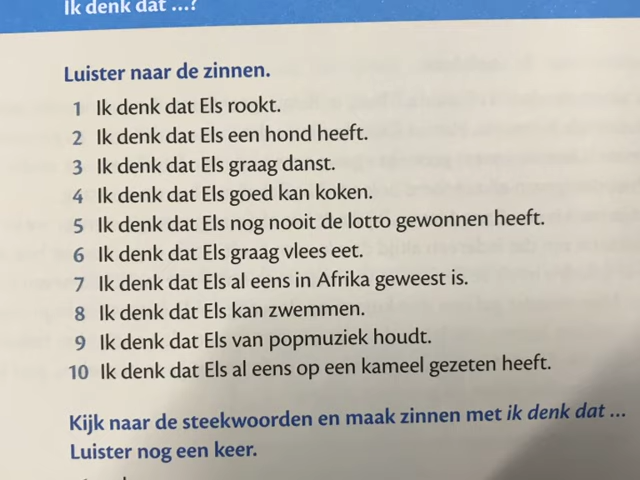 Ik denk dat ...?
Luister naar de zinnen.
1 Ik denk dat Els rookt.
2 Ik denk dat Els een hond heeft.
3 Ik denk dat Els graag danst.
4 Ik denk dat Els goed kan koken.
5 Ik denk dat Els nog nooit de lotto gewonnen heeft.
6 Ik denk dat Els graag vlees eet.
7 Ik denk dat Els al eens in Afrika geweest is.
8 Ik denk dat Els kan zwemmen.
9 Ik denk dat Els van popmuziek houdt.
10 Ik denk dat Els al eens op een kameel gezeten heeft.
Kijk naar de steekwoorden en maak zinnen met ik denk dat ...
Luister nog een keer.